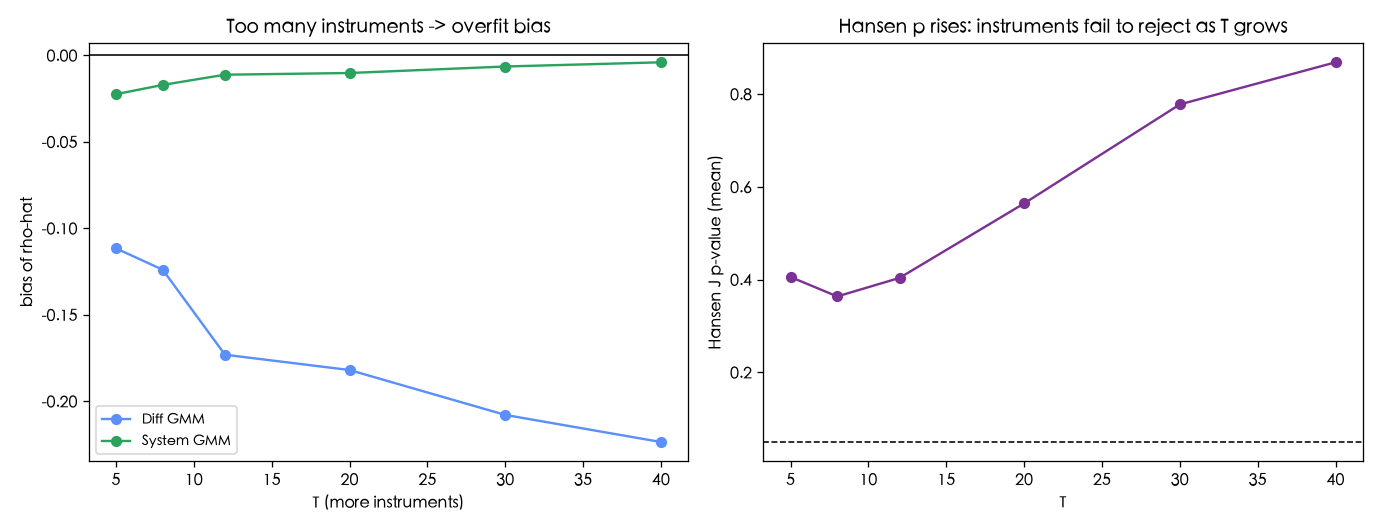 Too many instruments -> overfit bias
0.00
-0.05
-0.10
-0.15
-0.20
bias of rho-hat
Diff GMM
System GMM
5 10 15 20 25 30 35 40
T (more instruments)
Hansen p rises: instruments fail to reject as T grows
0.8
0.6
0.4
0.2
Hansen J p-value (mean)
5 10 15 20 25 30 35 40
T